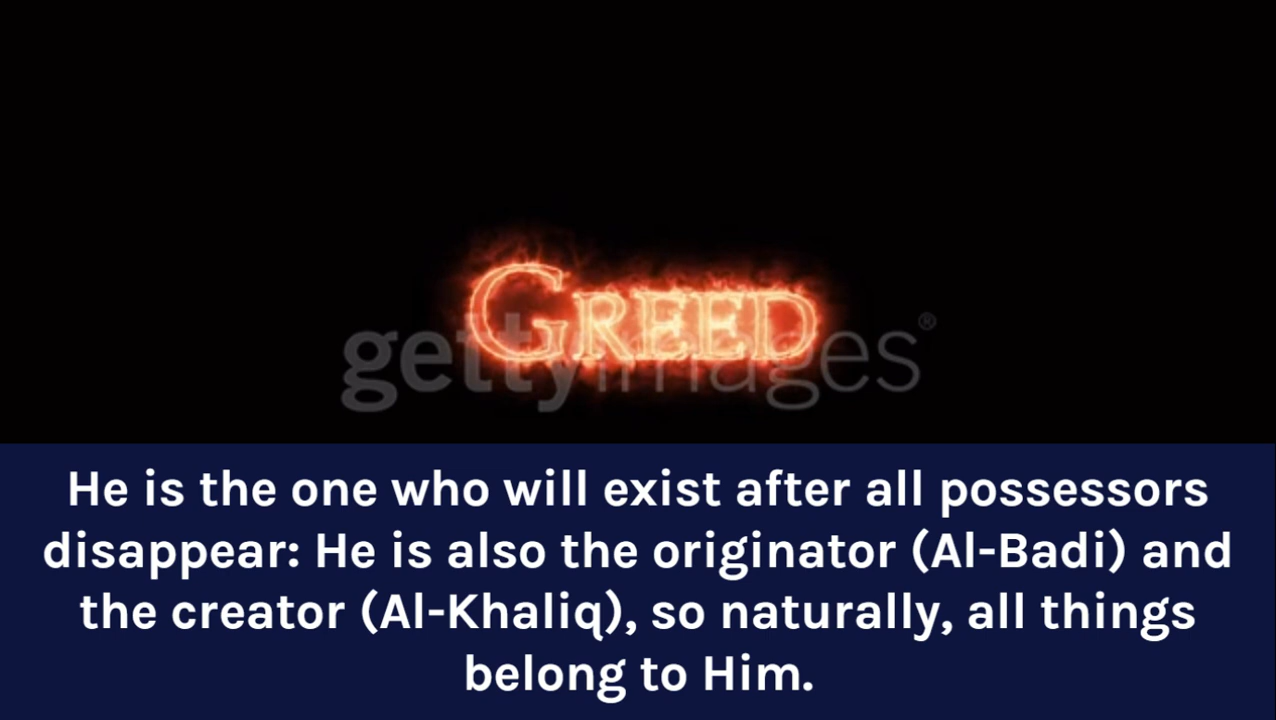 GREED
gettyimages®
He is the one who will exist after all possessors
disappear: He is also the originator (Al-Badi) and
the creator (Al-Khaliq), so naturally, all things
belong to Him.